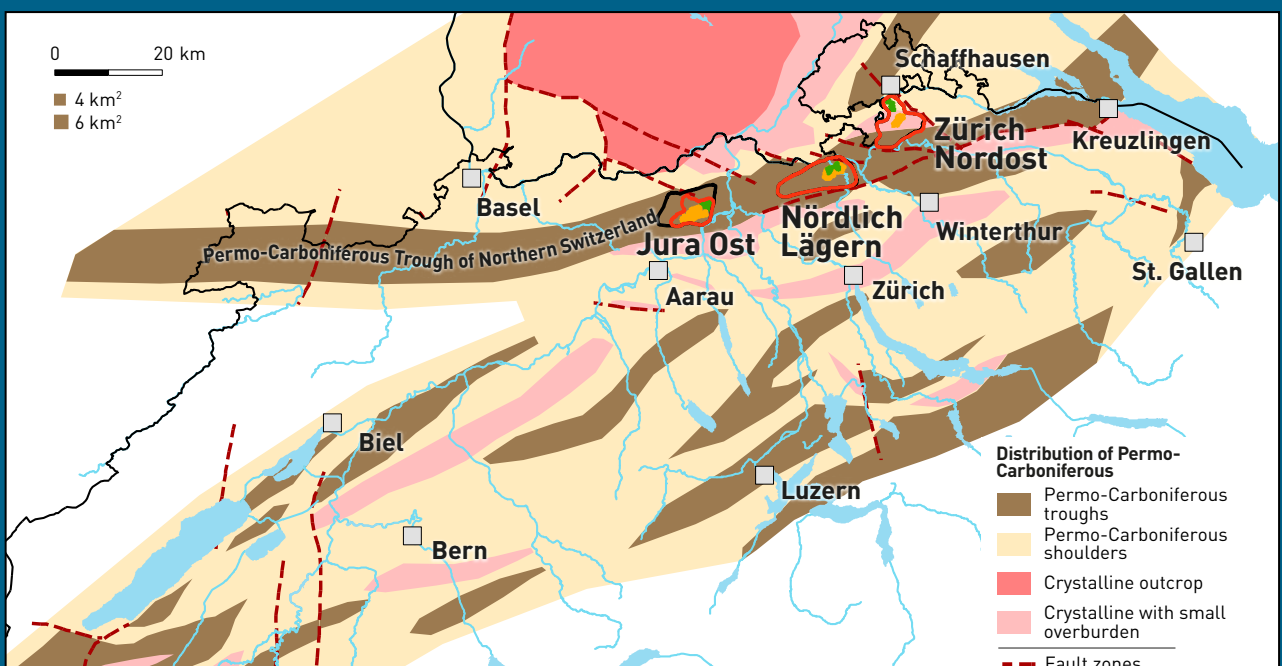 0 20 km
4 km²
6 km²
Schaffhausen
Zürich
Nordost
Kreuzlingen
Basel
Permo-Carboniferous Trough of Northern Switzerland
Jura Ost
Nördlich
Lägern
Winterthur
St. Gallen
Aarau
Zürich
Biel
Luzern
Bern
Distribution of Permo-
Carboniferous
Permo-Carboniferous
troughs
Permo-Carboniferous
shoulders
Crystalline outcrop
Crystalline with small
overburden
Fault zones